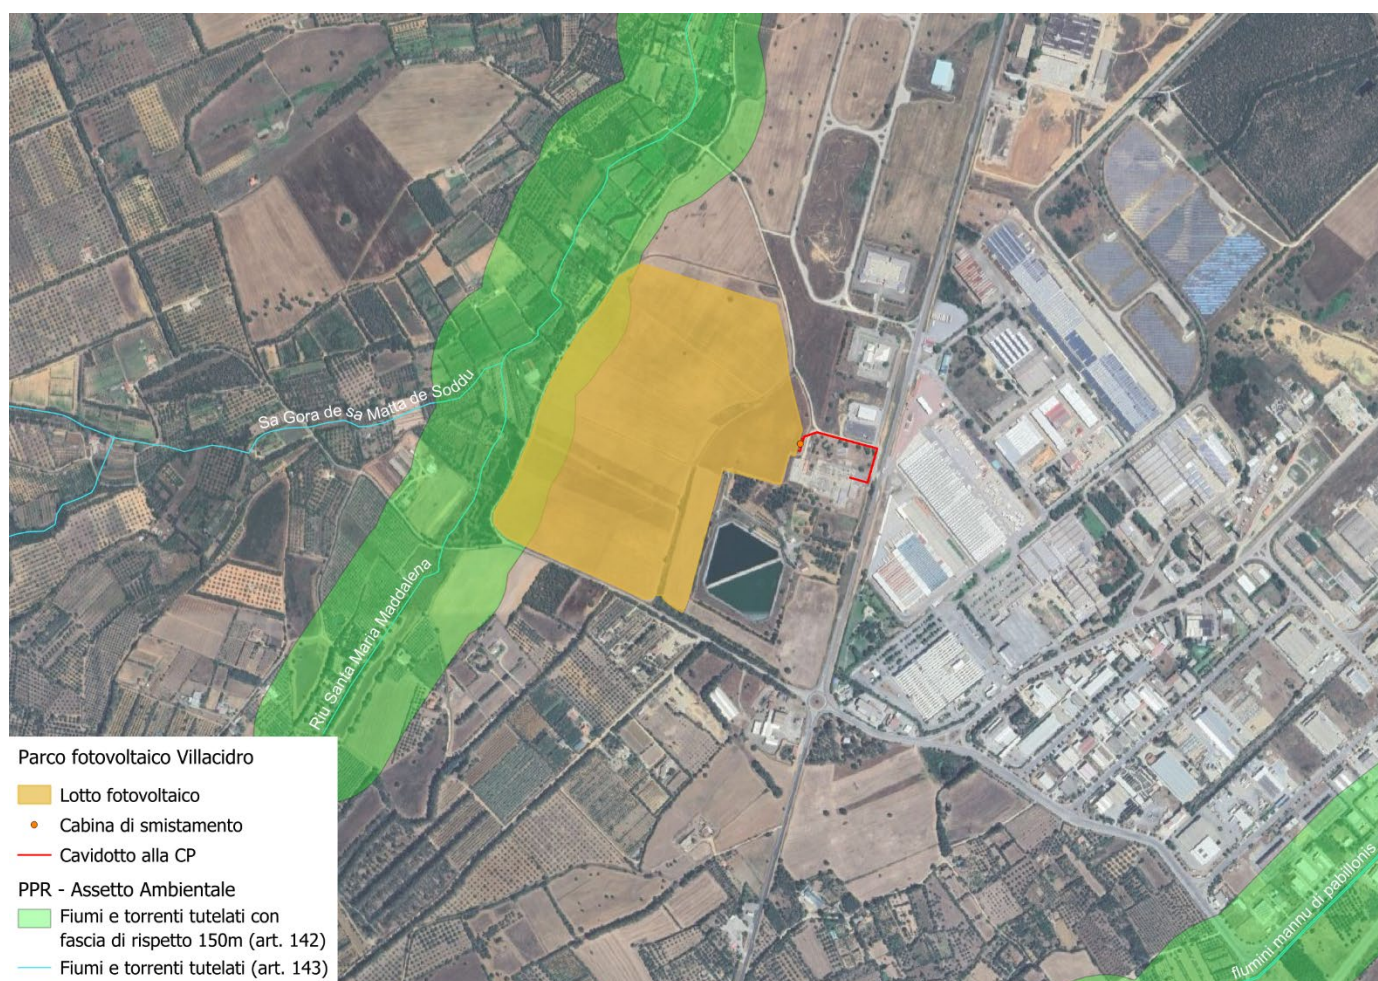 Sa Gora de sa Matta de Soddu
Riu Santa Maria Maddalena
flumini mannu di pabillonis
Parco fotovoltaico Villacidro
Lotto fotovoltaico
Cabina di smistamento
Cavidotto alla CP
PPR - Assetto Ambientale
Fiumi e torrenti tutelati con
fascia di rispetto 150m (art. 142)
Fiumi e torrenti tutelati (art. 143)